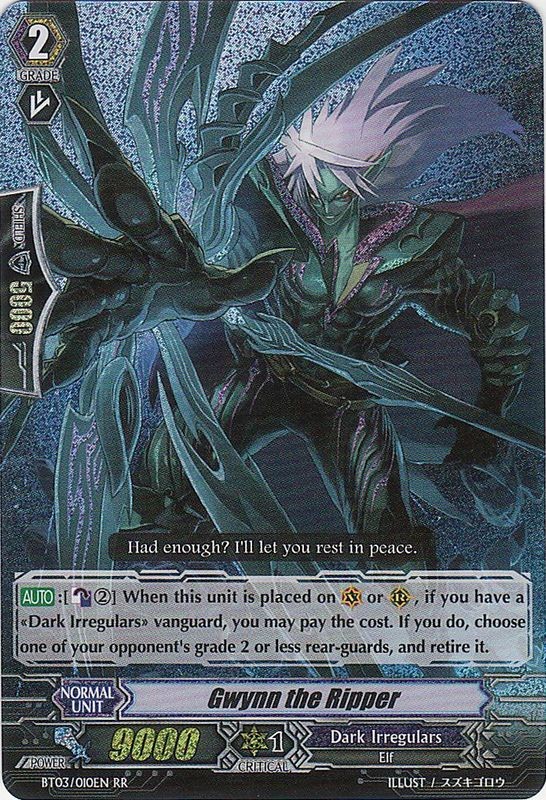 2
GRADE
SHIELD
5000
Had enough? I'll let you rest in peace.
AUTO :[ ②] When this unit is placed on V or R, if you have a
«Dark Irregulars» vanguard, you may pay the cost. If you do, choose
one of your opponent's grade 2 or less rear-guards, and retire it.
NORMAL
UNIT
Gwynn the Ripper
POWER
9000
1
CRITICAL
Dark Irregulars
Elf
BT03/010EN RR
ILLUST / スズキゴロウ